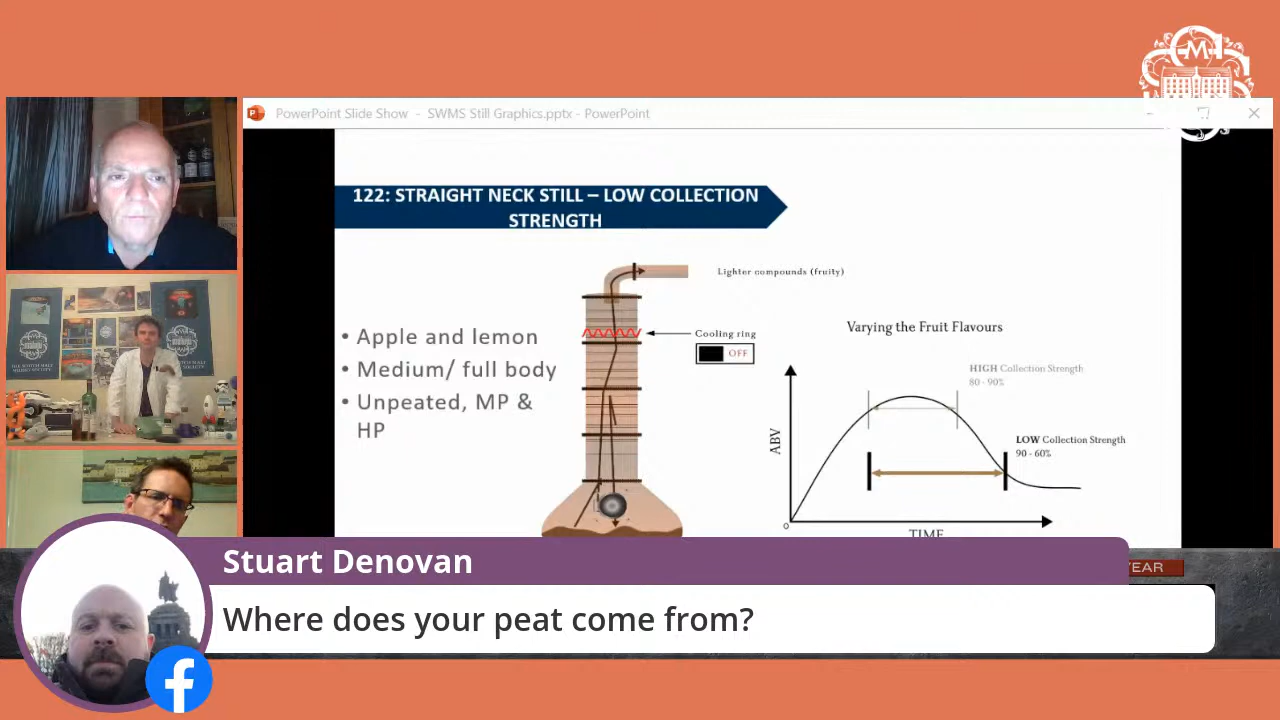 PowerPoint Slide Show - SWMS Still Graphics.pptx - PowerPoint
122: STRAIGHT NECK STILL – LOW COLLECTION
STRENGTH
• Apple and lemon
• Medium/ full body
• Unpeated, MP &
HP
Lighter compounds (fruity)
Cooling ring
OFF
Varying the Fruit Flavours
HIGH Collection Strength
80 - 90%
LOW Collection Strength
90 - 60%
ABV
0
TIME
YEAR
Stuart Denovan
Where does your peat come from?
M